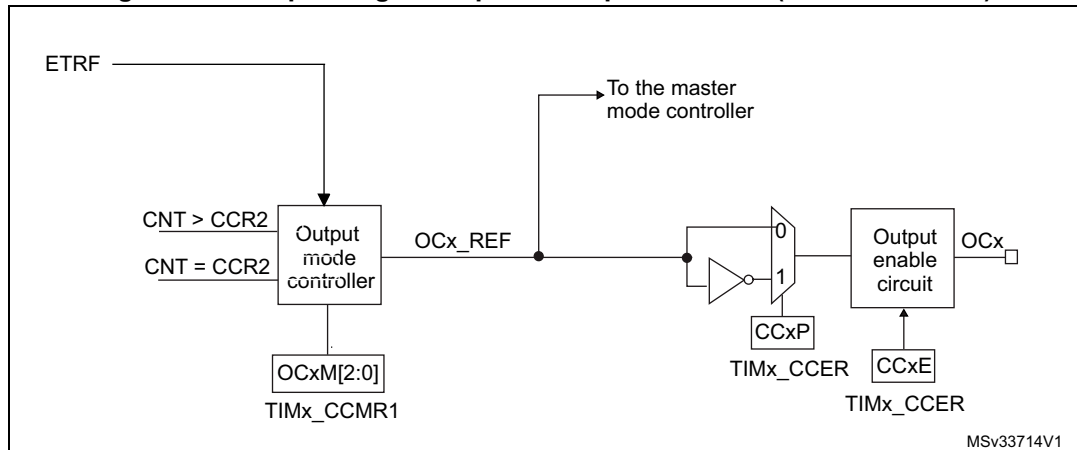 ETRF
To the master
mode controller
CNT > CCR2
CNT = CCR2
Output
mode
controller
OCx_REF
0
1
Output
enable
circuit
OCx
CCxP
TIMx_CCER
CCxE
TIMx_CCER
OCxM[2:0]
TIMx_CCMR1
MSv33714V1